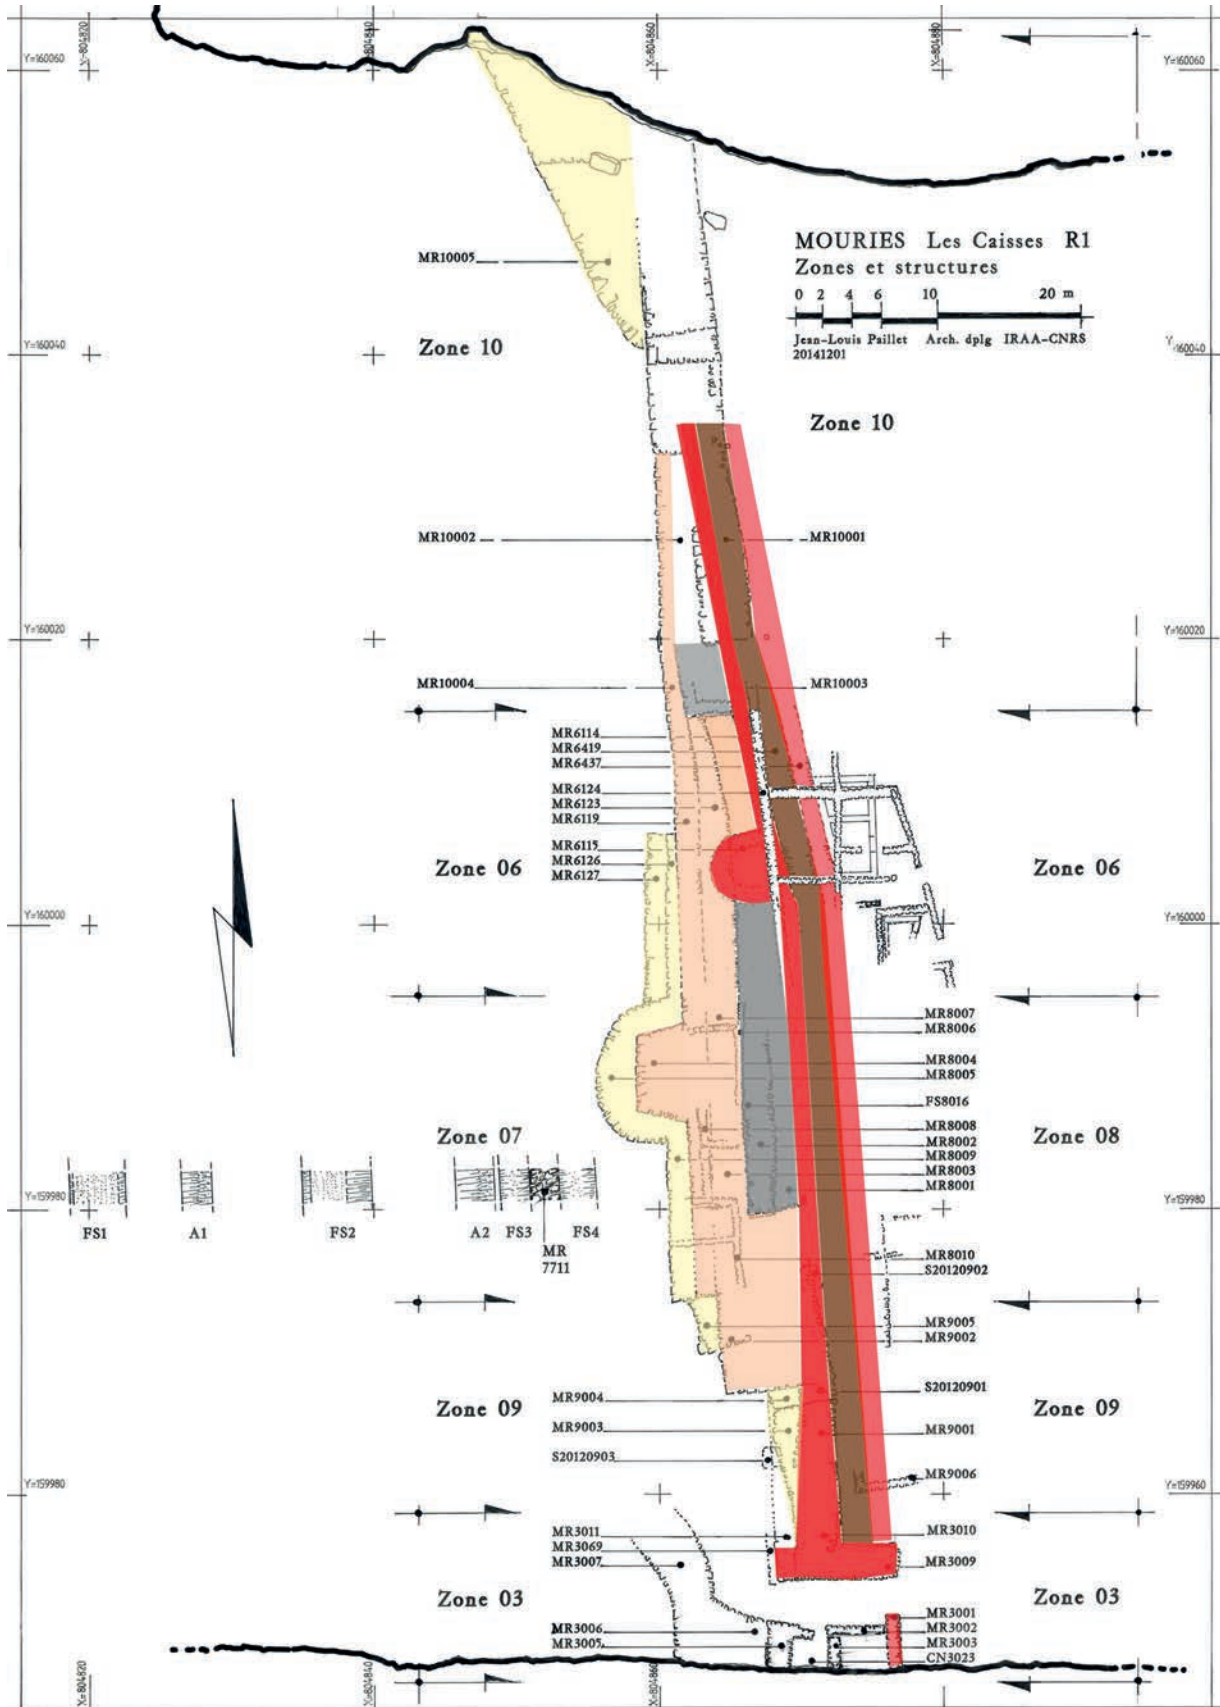 X=804820
X=804860
X=804880
Y=160060
Y=160060
MOURIES Les Caisses R1
Zones et structures
0 2 4 6 10 20 m
Jean-Louis Paillet Arch. dplg IRAA-CNRS
20141201
MR10005
Y=160040
Y=160040
Zone 10
Zone 10
MR10002
MR10001
Y=160020
Y=160020
MR10004
MR10003
MR6114
MR6419
MR6437
MR6124
MR6123
MR6119
MR6115
MR6126
MR6127
Zone 06
Zone 06
Y=160000
Y=160000
MR8007
MR8006
MR8004
MR8005
FS8016
MR8008
MR8002
MR8009
MR8003
MR8001
Zone 07
Zone 08
Y=159980
Y=159980
FS1
A1
FS2
A2
FS3
MR
7711
FS4
MR8010
S20120902
MR9005
MR9002
S20120901
MR9004
MR9003
S20120903
MR9001
MR9006
Zone 09
Zone 09
Y=159980
Y=159960
MR3011
MR3069
MR3007
MR3010
MR3009
Zone 03
Zone 03
MR3006
MR3005
MR3001
MR3002
MR3003
CN3023
X=804820
X=804840
X=804860
X=804880